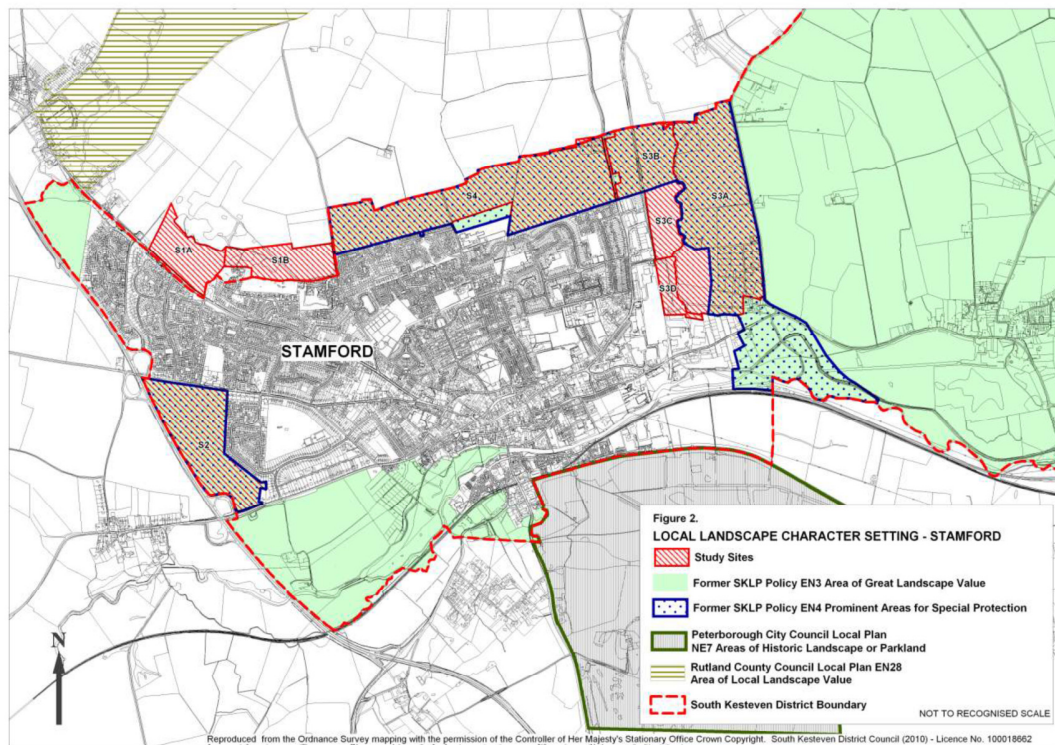 S1A
S1B
S4
S3B
S3A
S3C
S3D
STAMFORD
S2
Figure 2.
LOCAL LANDSCAPE CHARACTER SETTING - STAMFORD
Study Sites
Former SKLP Policy EN3 Area of Great Landscape Value
Former SKLP Policy EN4 Prominent Areas for Special Protection
Peterborough City Council Local Plan
NE7 Areas of Historic Landscape or Parkland
Rutland County Council Local Plan EN28
Area of Local Landscape Value
South Kesteven District Boundary
NOT TO RECOGNISED SCALE
N
Reproduced from the Ordnance Survey mapping with the permission of the Controller of Her Majesty's Stationary Office Crown Copyright. South Kesteven District Council (2010) - Licence No. 100018662